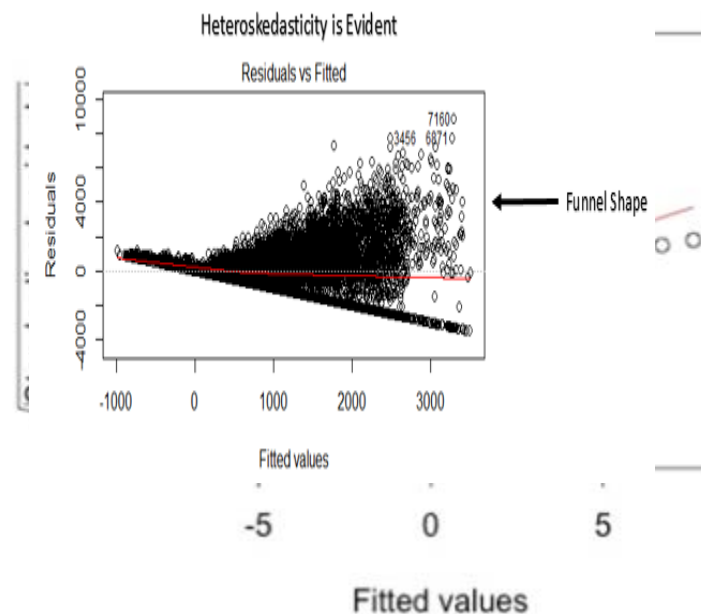 Heteroskedasticity is Evident
Residuals vs Fitted
Residuals
10000
4000
0
-4000
7160
3456 6871
Funnel Shape
-1000 0 1000 2000 3000
Fitted values
-5 0 5
Fitted values